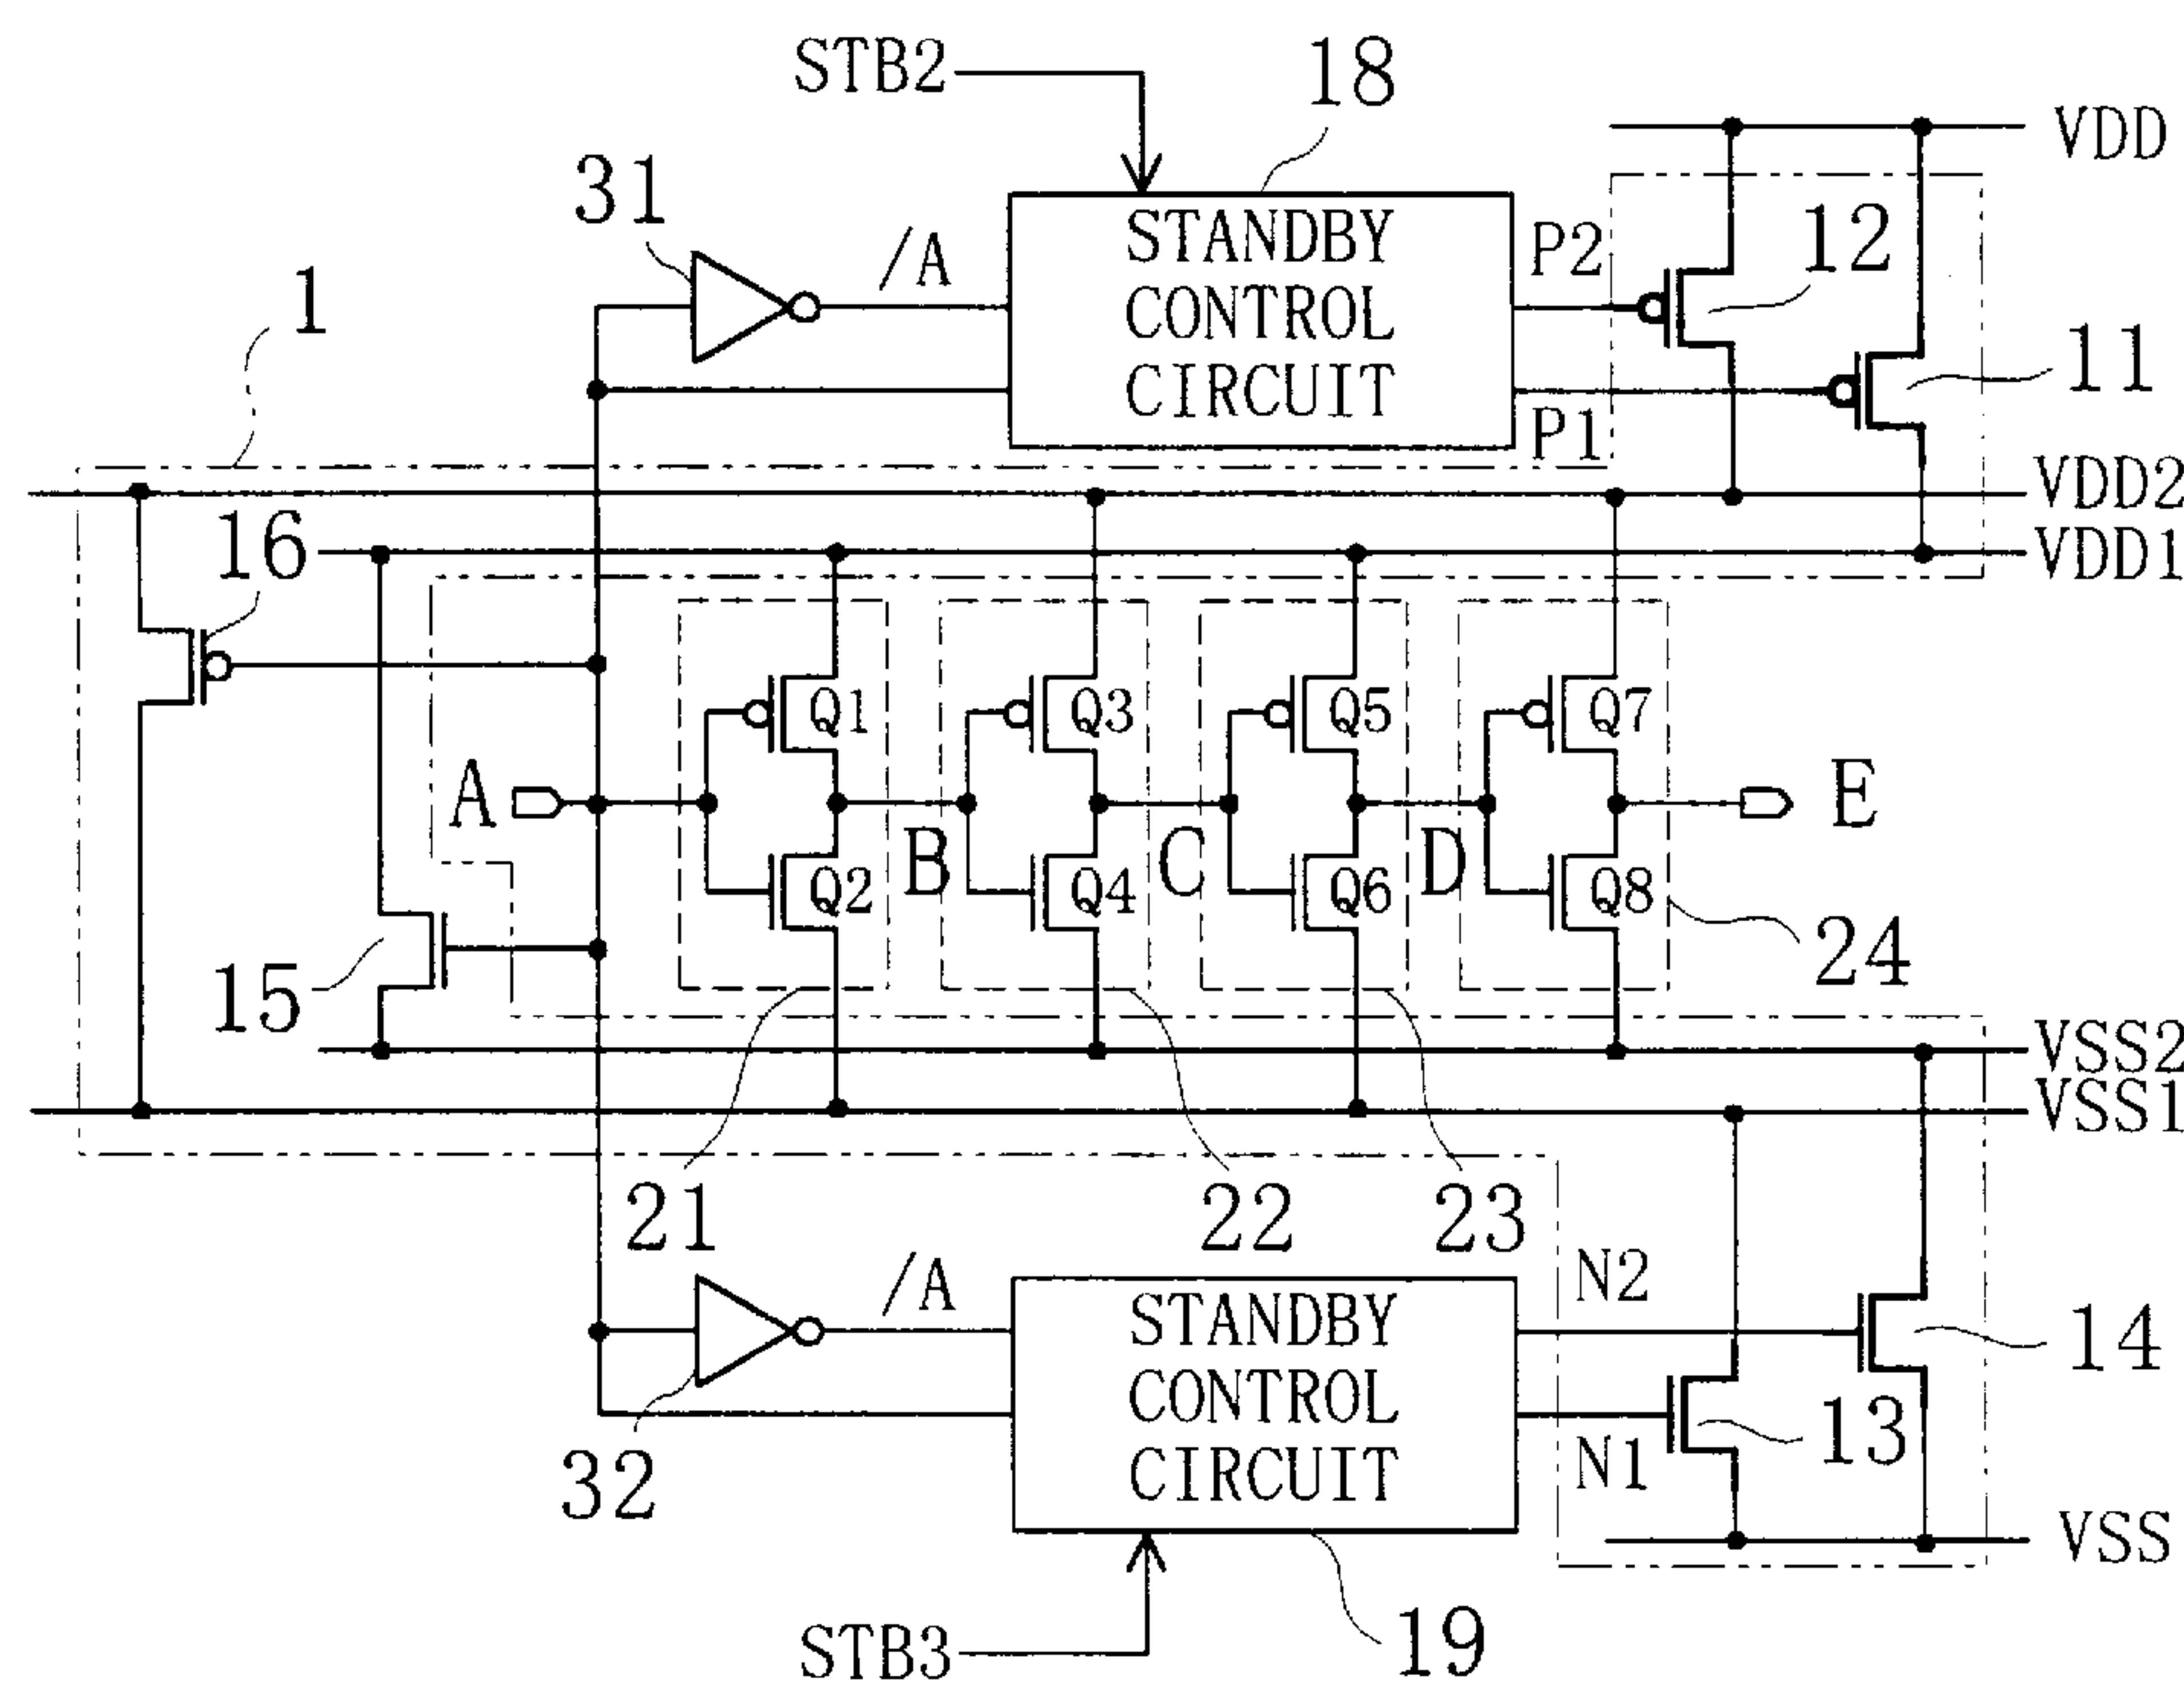 STB2
18
VDD
31
/A
STANDBY
CONTROL
CIRCUIT
P2
12
1
11
P1
VDD2
16
VDD1
Q1
Q3
Q5
Q7
A
E
B
C
D
Q2
Q4
Q6
Q8
24
15
VSS2
VSS1
21
22
23
/A
STANDBY
CONTROL
CIRCUIT
N2
14
13
N1
32
VSS
STB3
19